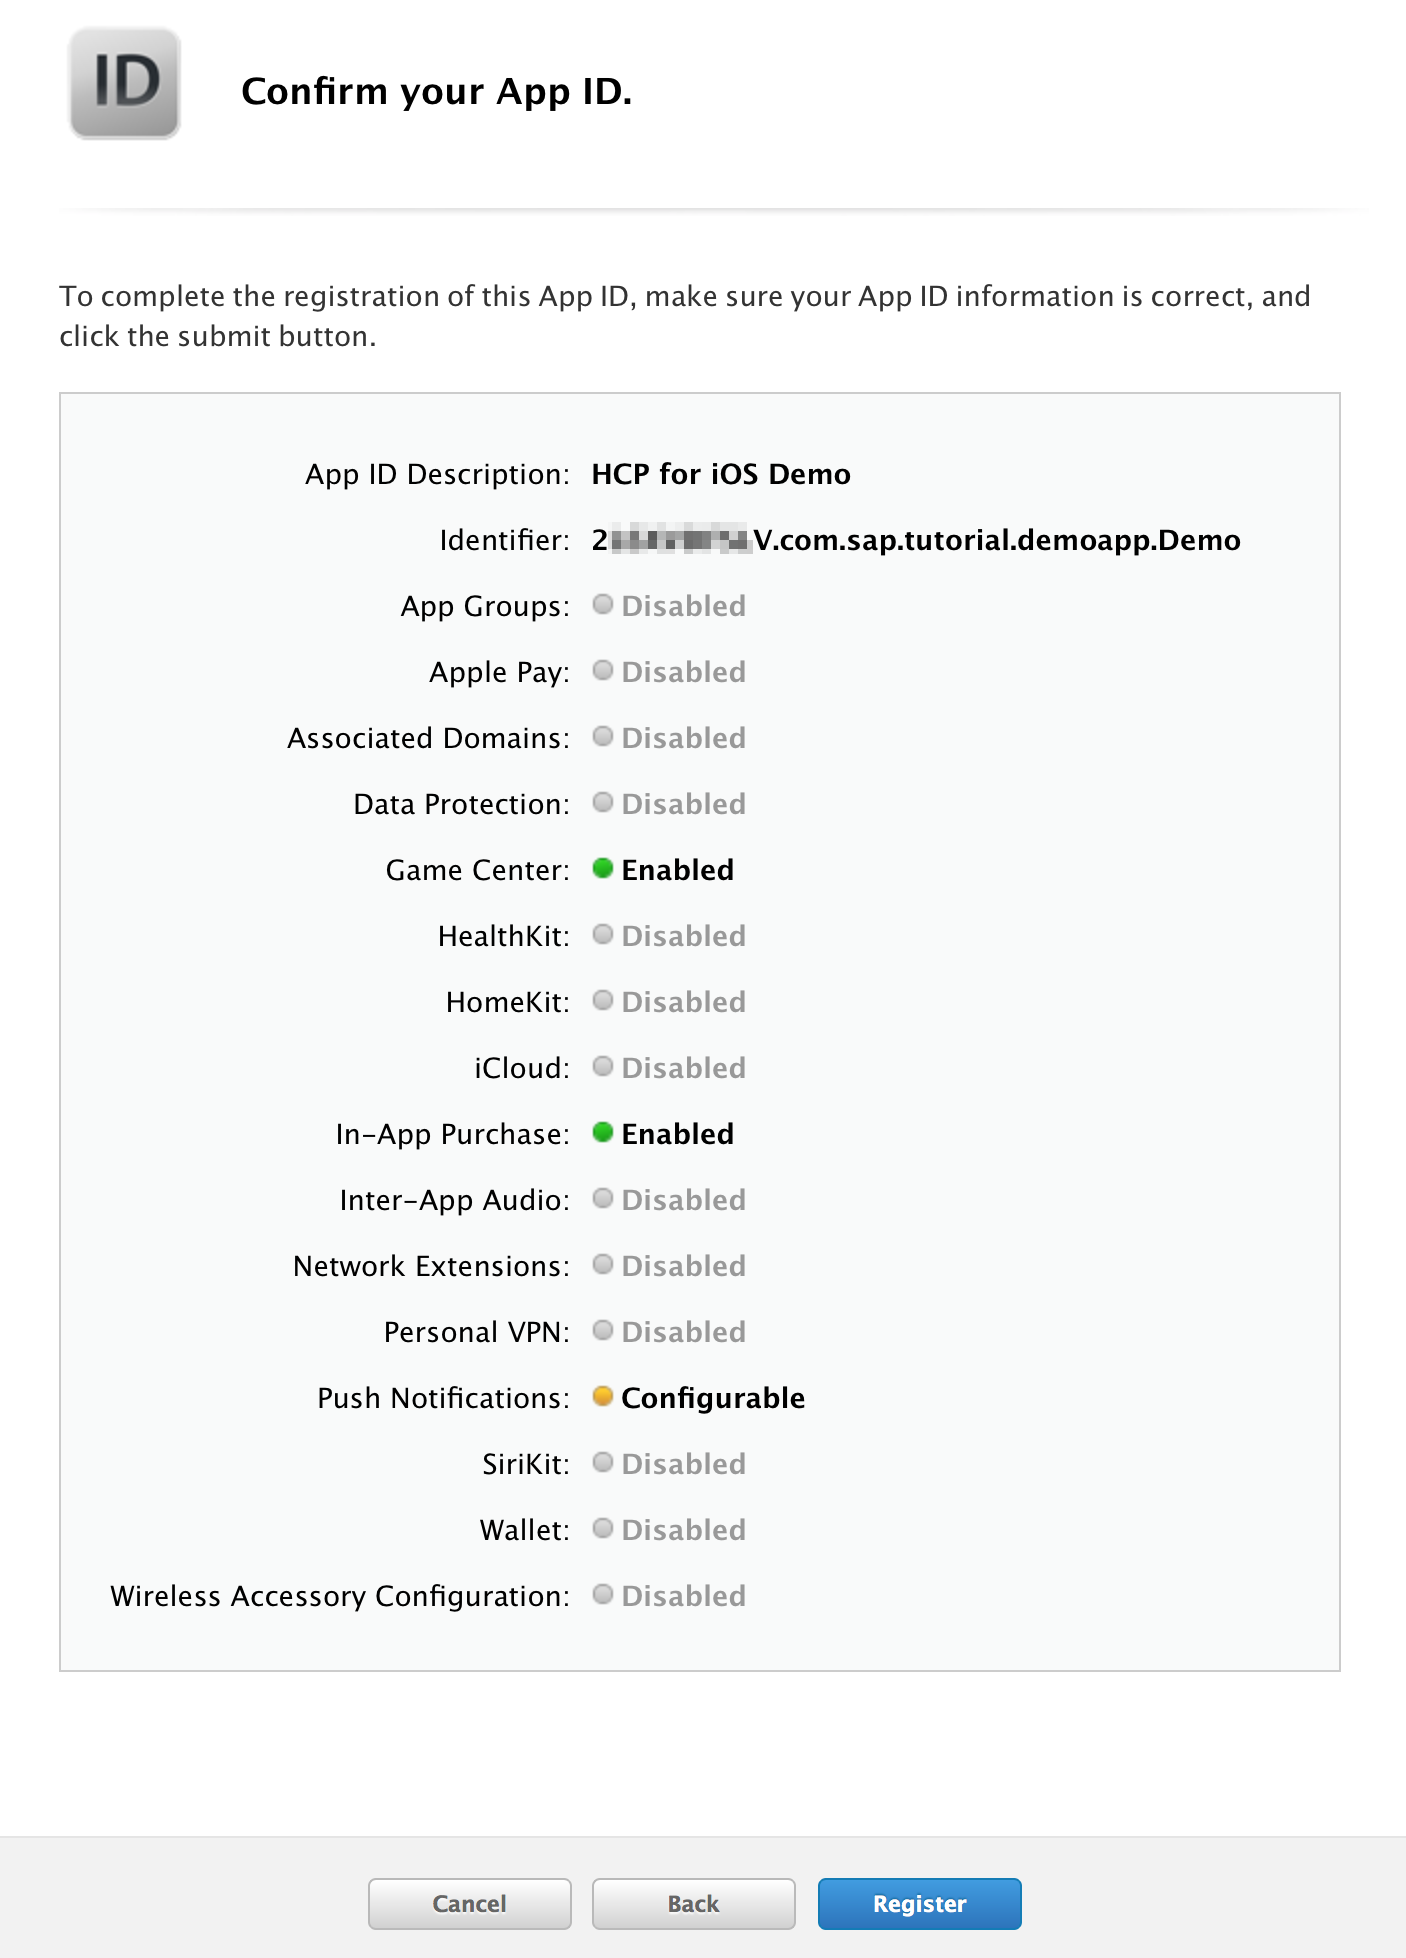 ID
Confirm your App ID.
To complete the registration of this App ID, make sure your App ID information is correct, and
click the submit button.
App ID Description: HCP for iOS Demo
Identifier: 2 V.com.sap.tutorial.demoapp.Demo
App Groups: Disabled
Apple Pay: Disabled
Associated Domains: Disabled
Data Protection: Disabled
Game Center: Enabled
HealthKit: Disabled
HomeKit: Disabled
iCloud: Disabled
In-App Purchase: Enabled
Inter-App Audio: Disabled
Network Extensions: Disabled
Personal VPN: Disabled
Push Notifications: Configurable
SiriKit: Disabled
Wallet: Disabled
Wireless Accessory Configuration: Disabled
Cancel Back Register